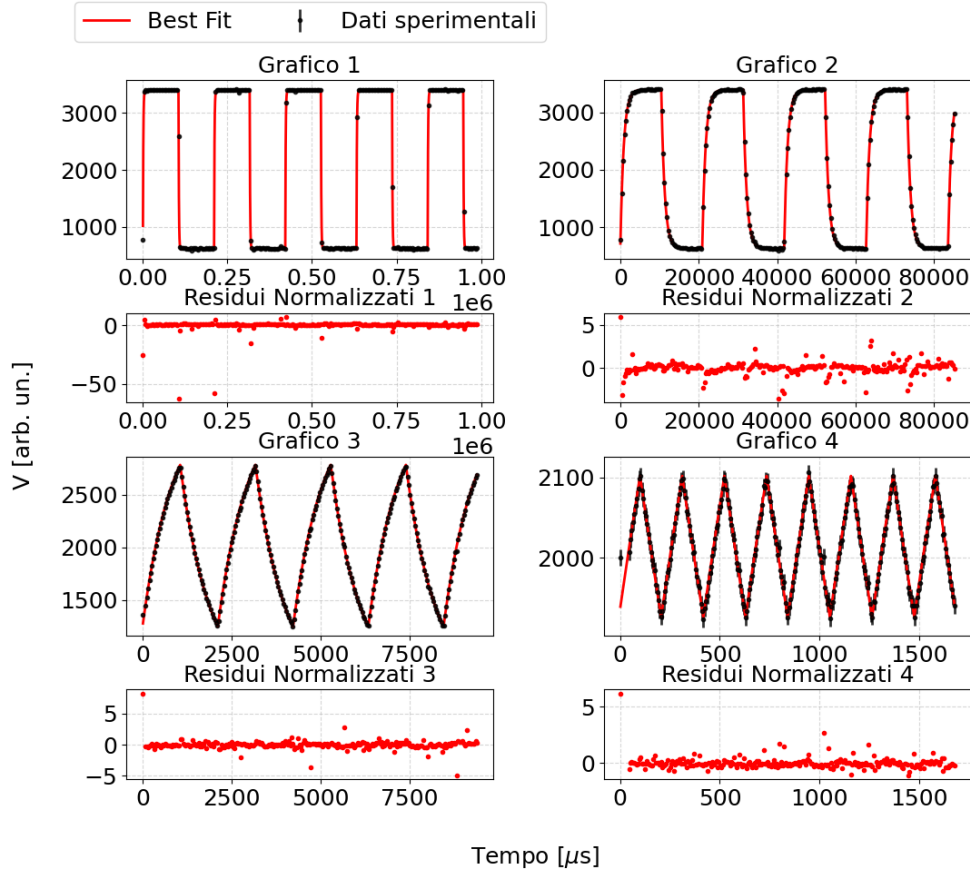 Best Fit Dati sperimentali
Grafico 1 Grafico 2
3000
2000
1000
3000
2000
1000
0.00 0.25 0.50 0.75 1.00
1e6
0 20000 40000 60000 80000
Residui Normalizzati 1 Residui Normalizzati 2
0
−50
5
0
0.00 0.25 0.50 0.75 1.00
1e6
0 20000 40000 60000 80000
V [arb. un.]
Grafico 3 Grafico 4
2500
2000
1500
2100
2000
0 2500 5000 7500
0 500 1000 1500
Residui Normalizzati 3 Residui Normalizzati 4
5
0
−5
5
0
0 2500 5000 7500
0 500 1000 1500
Tempo [μs]